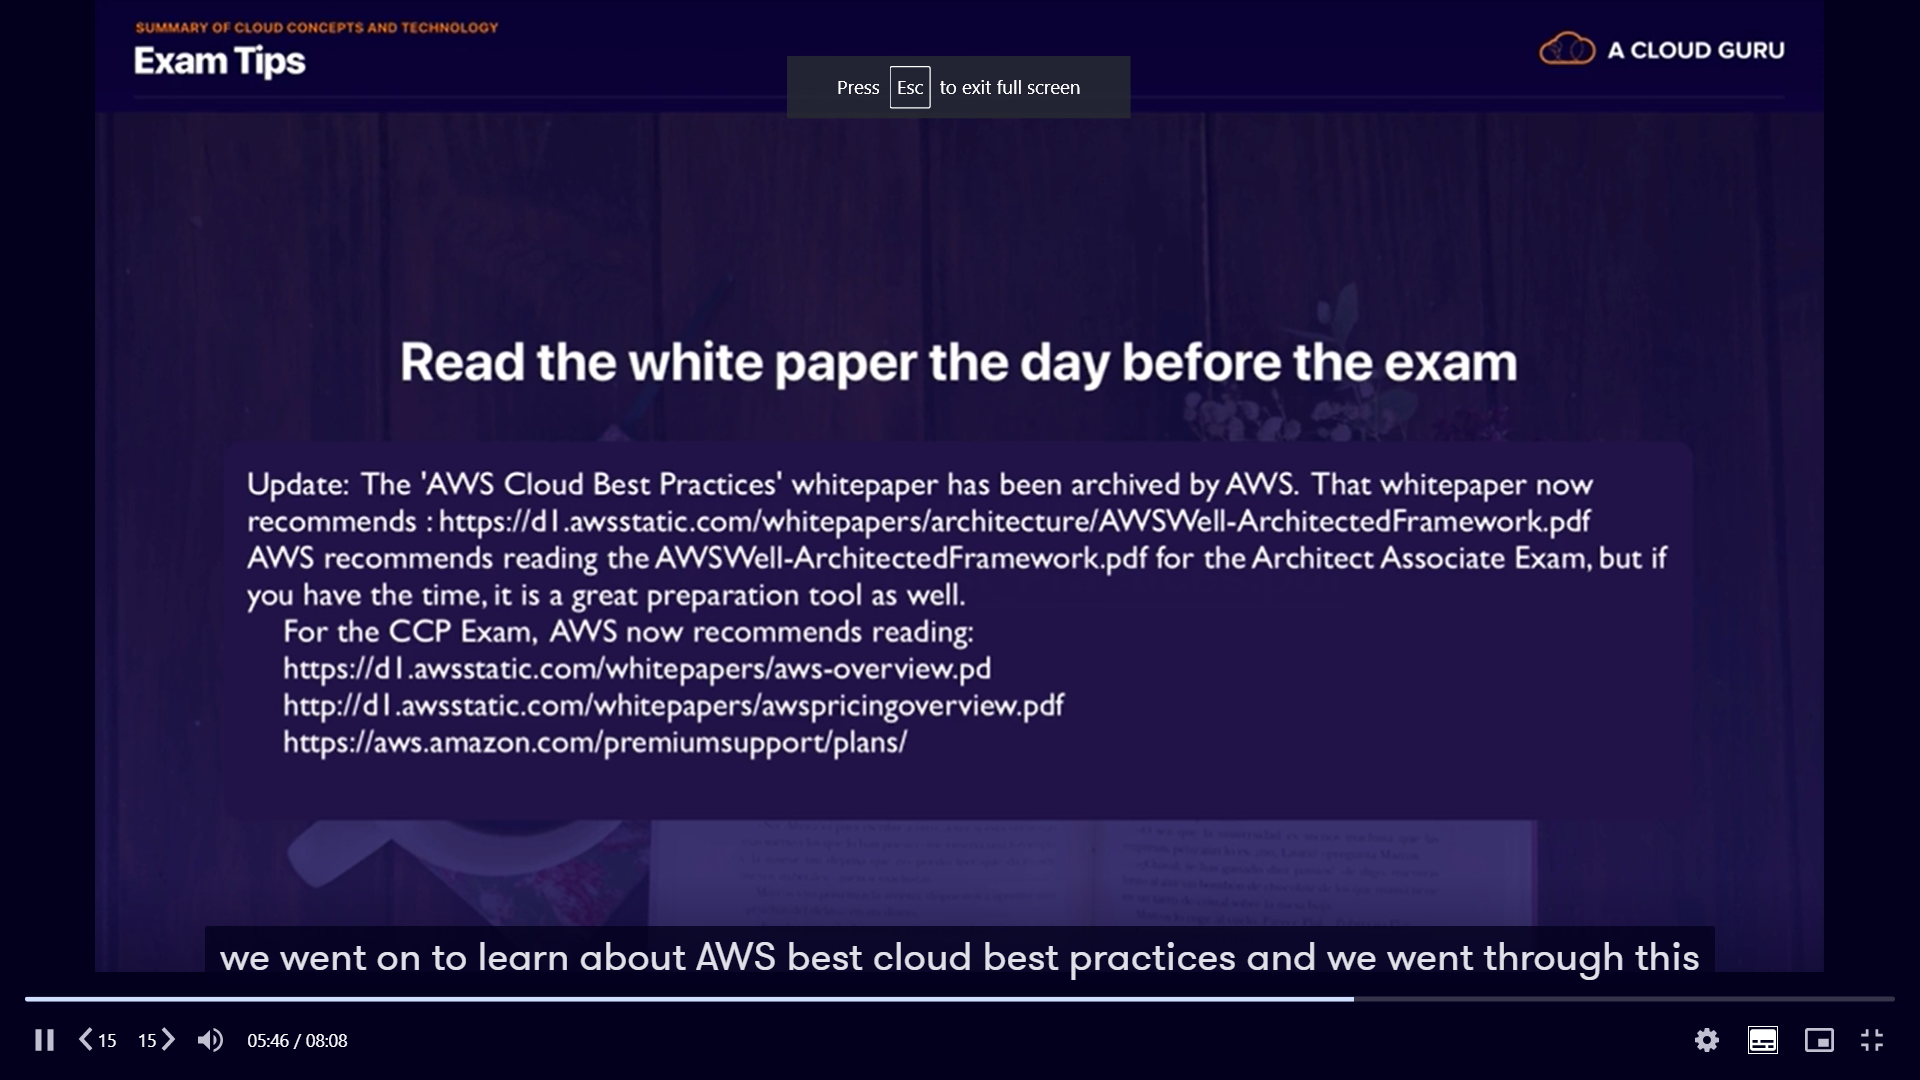 SUMMARY OF CLOUD CONCEPTS AND TECHNOLOGY
Exam Tips
A CLOUD GURU
Press Esc to exit full screen
Read the white paper the day before the exam
Update: The 'AWS Cloud Best Practices' whitepaper has been archived by AWS. That whitepaper now
recommends : https://d1.awsstatic.com/whitepapers/architecture/AWSWell-ArchitectedFramework.pdf
AWS recommends reading the AWSWell-ArchitectedFramework.pdf for the Architect Associate Exam, but if
you have the time, it is a great preparation tool as well.
For the CCP Exam, AWS now recommends reading:
https://d1.awsstatic.com/whitepapers/aws-overview.pd
http://d1.awsstatic.com/whitepapers/awspricingoverview.pdf
https://aws.amazon.com/premiumsupport/plans/
we went on to learn about AWS best cloud best practices and we went through this
15 15 05:46 / 08:08